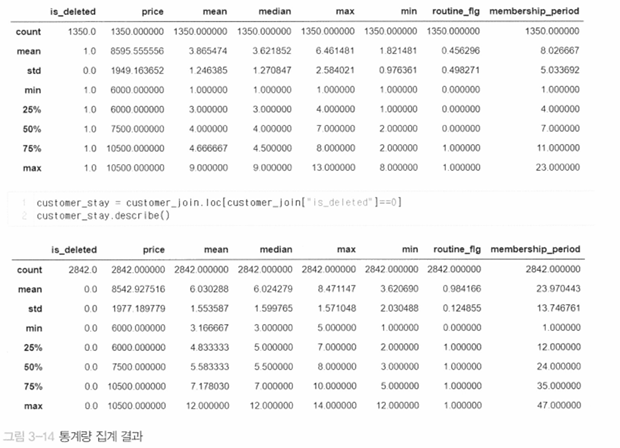 is_deleted price mean median max min routine_flg membership_period
count 1350.0 1350.000000 1350.000000 1350.000000 1350.000000 1350.000000 1350.000000 1350.000000
mean 1.0 8595.555556 3.865474 3.621852 6.461481 1.821481 0.456296 8.026667
std 0.0 1949.163652 1.246385 1.270847 2.584021 0.976361 0.498271 5.033692
min 1.0 6000.000000 1.000000 1.000000 1.000000 1.000000 0.000000 1.000000
25% 1.0 6000.000000 3.000000 3.000000 4.000000 1.000000 0.000000 4.000000
50% 1.0 7500.000000 4.000000 4.000000 7.000000 2.000000 0.000000 7.000000
75% 1.0 10500.000000 4.666667 4.500000 8.000000 2.000000 1.000000 11.000000
max 1.0 10500.000000 9.000000 9.000000 13.000000 8.000000 1.000000 23.000000
1 customer_stay = customer_join.loc[customer_join["is_deleted"]==0]
2 customer_stay.describe()
is_deleted price mean median max min routine_flg membership_period
count 2842.0 2842.000000 2842.000000 2842.000000 2842.000000 2842.000000 2842.000000 2842.000000
mean 0.0 8542.927516 6.030288 6.024279 8.471147 3.620690 0.984166 23.970443
std 0.0 1977.189779 1.553587 1.599765 1.571048 2.030488 0.124855 13.746761
min 0.0 6000.000000 3.166667 3.000000 5.000000 1.000000 0.000000 1.000000
25% 0.0 6000.000000 4.833333 5.000000 7.000000 2.000000 1.000000 12.000000
50% 0.0 7500.000000 5.583333 5.500000 8.000000 3.000000 1.000000 24.000000
75% 0.0 10500.000000 7.178030 7.000000 10.000000 5.000000 1.000000 35.000000
max 0.0 10500.000000 12.000000 12.000000 14.000000 12.000000 1.000000 47.000000
그림 3-14 통계량 집계 결과